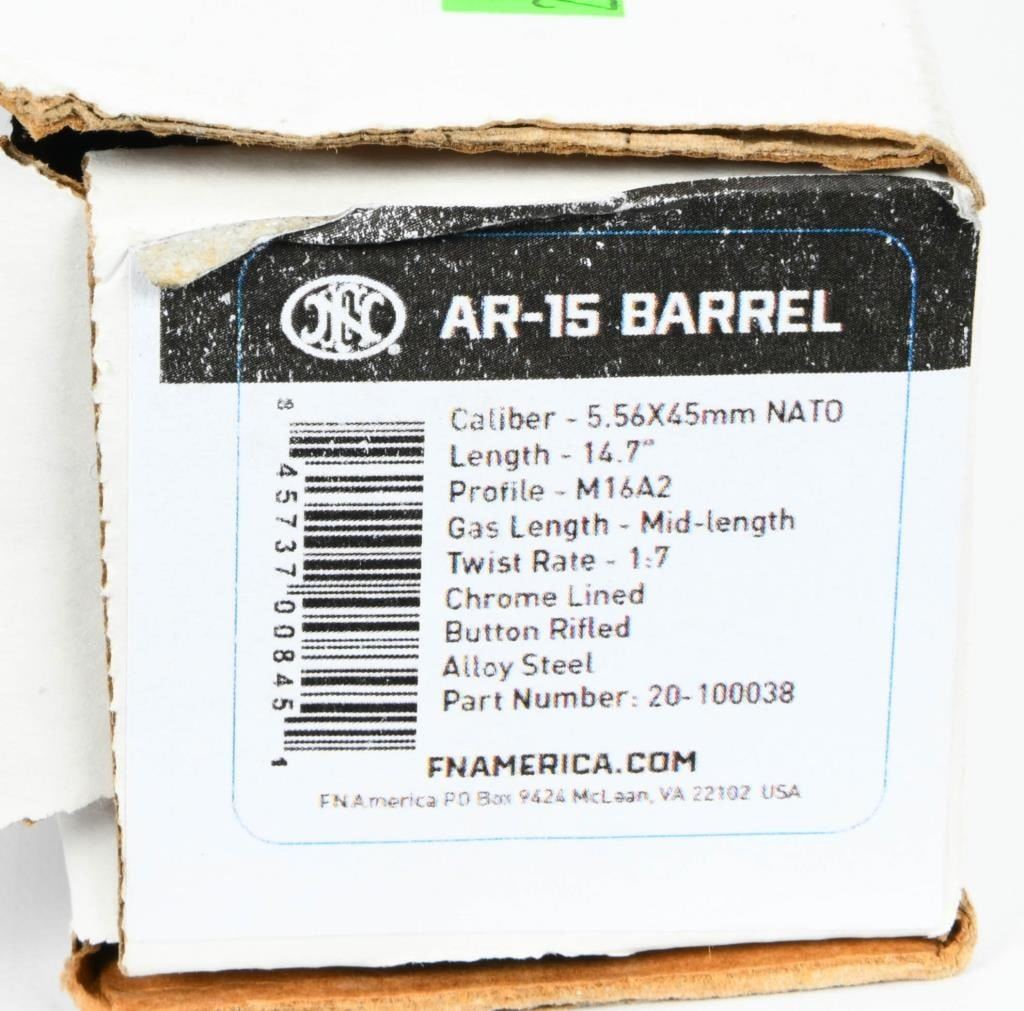 FN
AR-15 BARREL
Caliber - 5.56X45mm NATO
Length - 14.7"
Profile - M16A2
Gas Length - Mid-length
Twist Rate - 1:7
Chrome Lined
Button Rifled
Alloy Steel
Part Number: 20-100038
8 45737 00845 1
FNAMERICA.COM
FN America PO Box 9424 McLean, VA 22102 USA